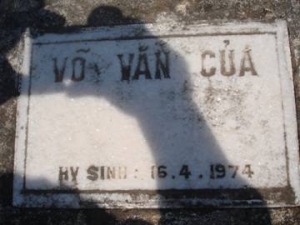 VÕ VĂN CỦA
HY SINH : 16.4.1974